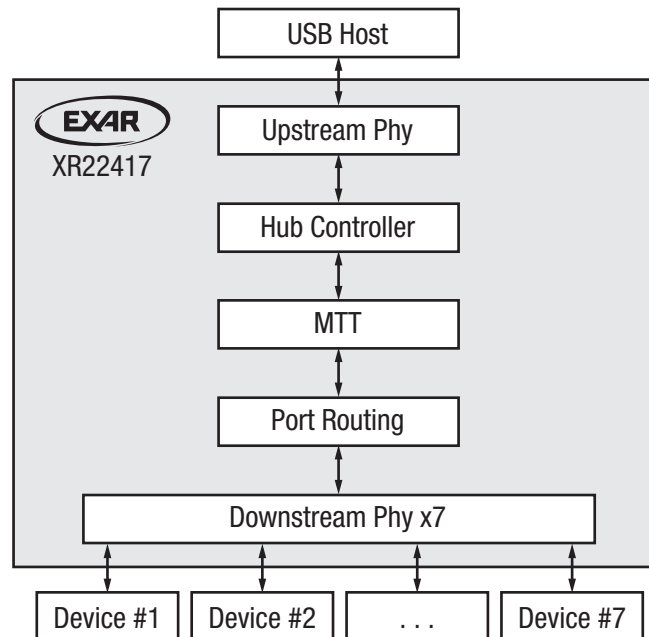 USB Host
EXAR
XR22417
Upstream Phy
Hub Controller
MTT
Port Routing
Downstream Phy x7
Device #1 Device #2 . . . Device #7